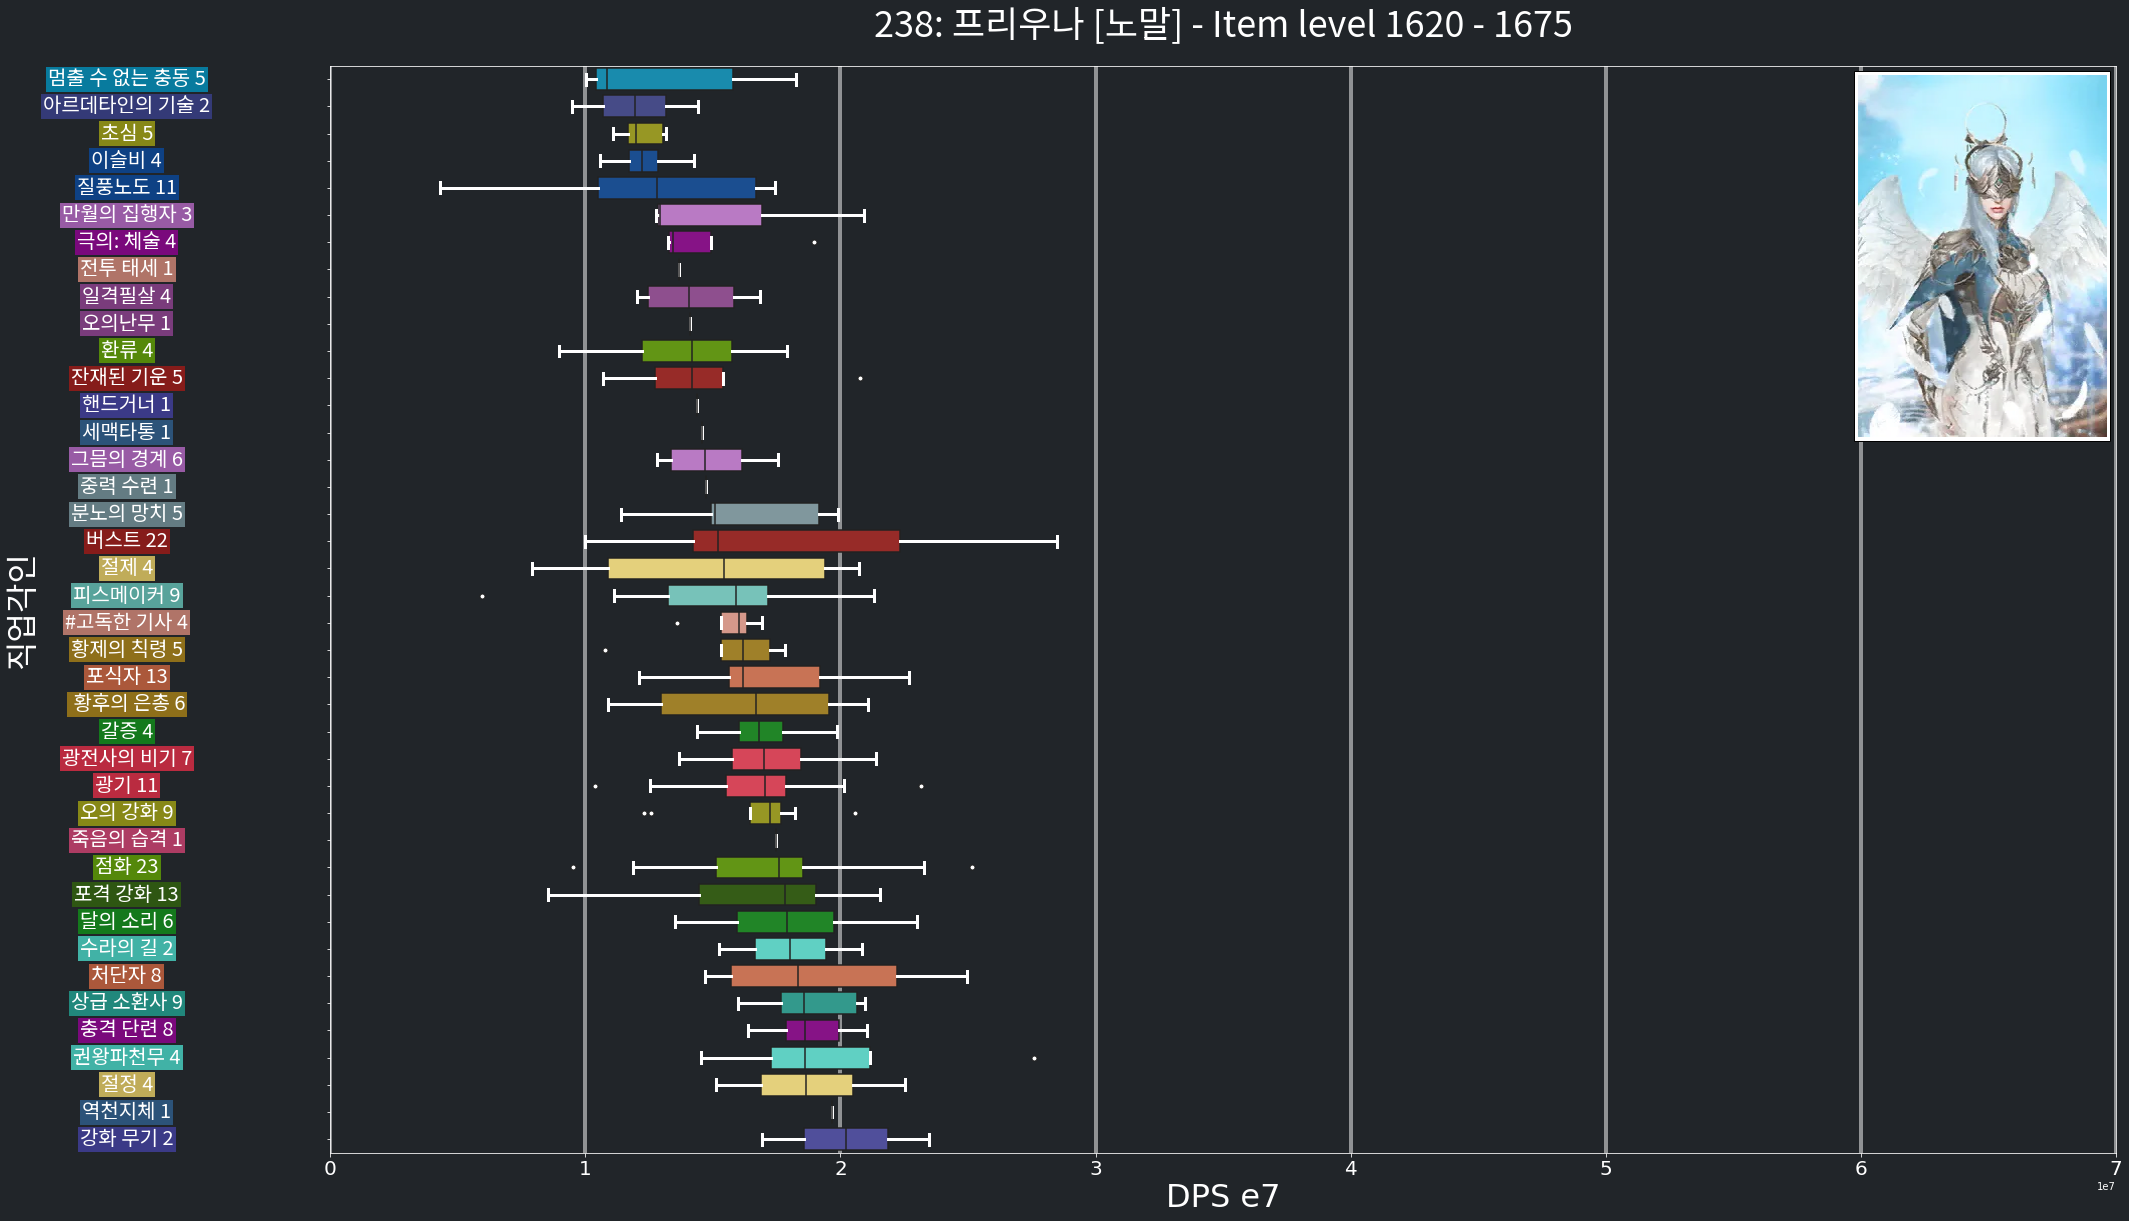 238: 프리우나 [노말] - Item level 1620 - 1675
멈출 수 없는 충동 5
아르데타인의 기술 2
초심 5
이슬비 4
질풍노도 11
만월의 집행자 3
극의: 체술 4
전투 태세 1
일격필살 4
오의난무 1
환류 4
잔재된 기운 5
핸드거너 1
세맥타통 1
그믐의 경계 6
중력 수련 1
분노의 망치 5
버스트 22
절제 4
피스메이커 9
#고독한 기사 4
황제의 칙령 5
포식자 13
황후의 은총 6
갈증 4
광전사의 비기 7
광기 11
오의 강화 9
죽음의 습격 1
점화 23
포격 강화 13
달의 소리 6
수라의 길 2
처단자 8
상급 소환사 9
충격 단련 8
권왕파천무 4
절정 4
역천지체 1
강화 무기 2
직업각인
0 1 2 3 4 5 6 7
1e7
DPS e7